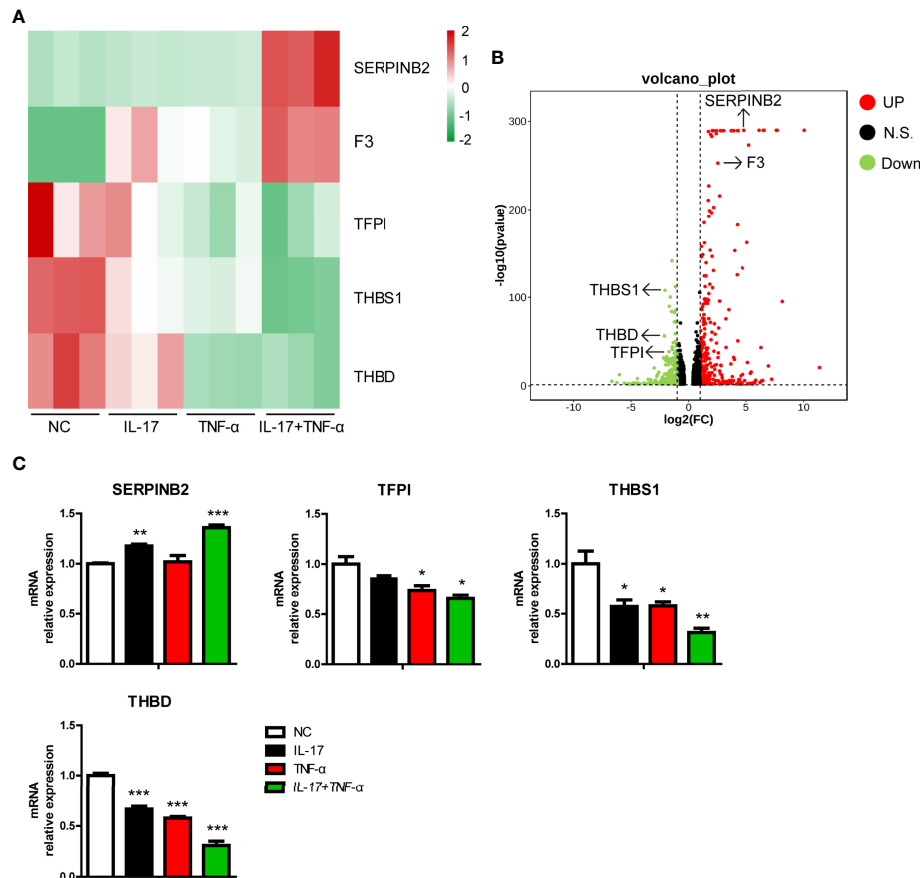 A
2
1
0
-1
-2
SERPINB2
F3
TFPI
THBS1
THBD
NC IL-17 TNF-α IL-17+TNF-α
B
volcano_plot
SERPINB2
F3
THBS1
THBD
TFPI
300
200
100
0
-log10(pvalue)
-10 -5 0 5 10
log2(FC)
UP
N.S.
Down
C
SERPINB2
mRNA
relative expression
1.5
1.0
0.5
0.0
** ***
TFPI
mRNA
relative expression
1.5
1.0
0.5
0.0
* *
THBS1
mRNA
relative expression
1.5
1.0
0.5
0.0
* * **
THBD
mRNA
relative expression
1.5
1.0
0.5
*** *** ***
NC
IL-17
TNF-α
IL-17+TNF-α